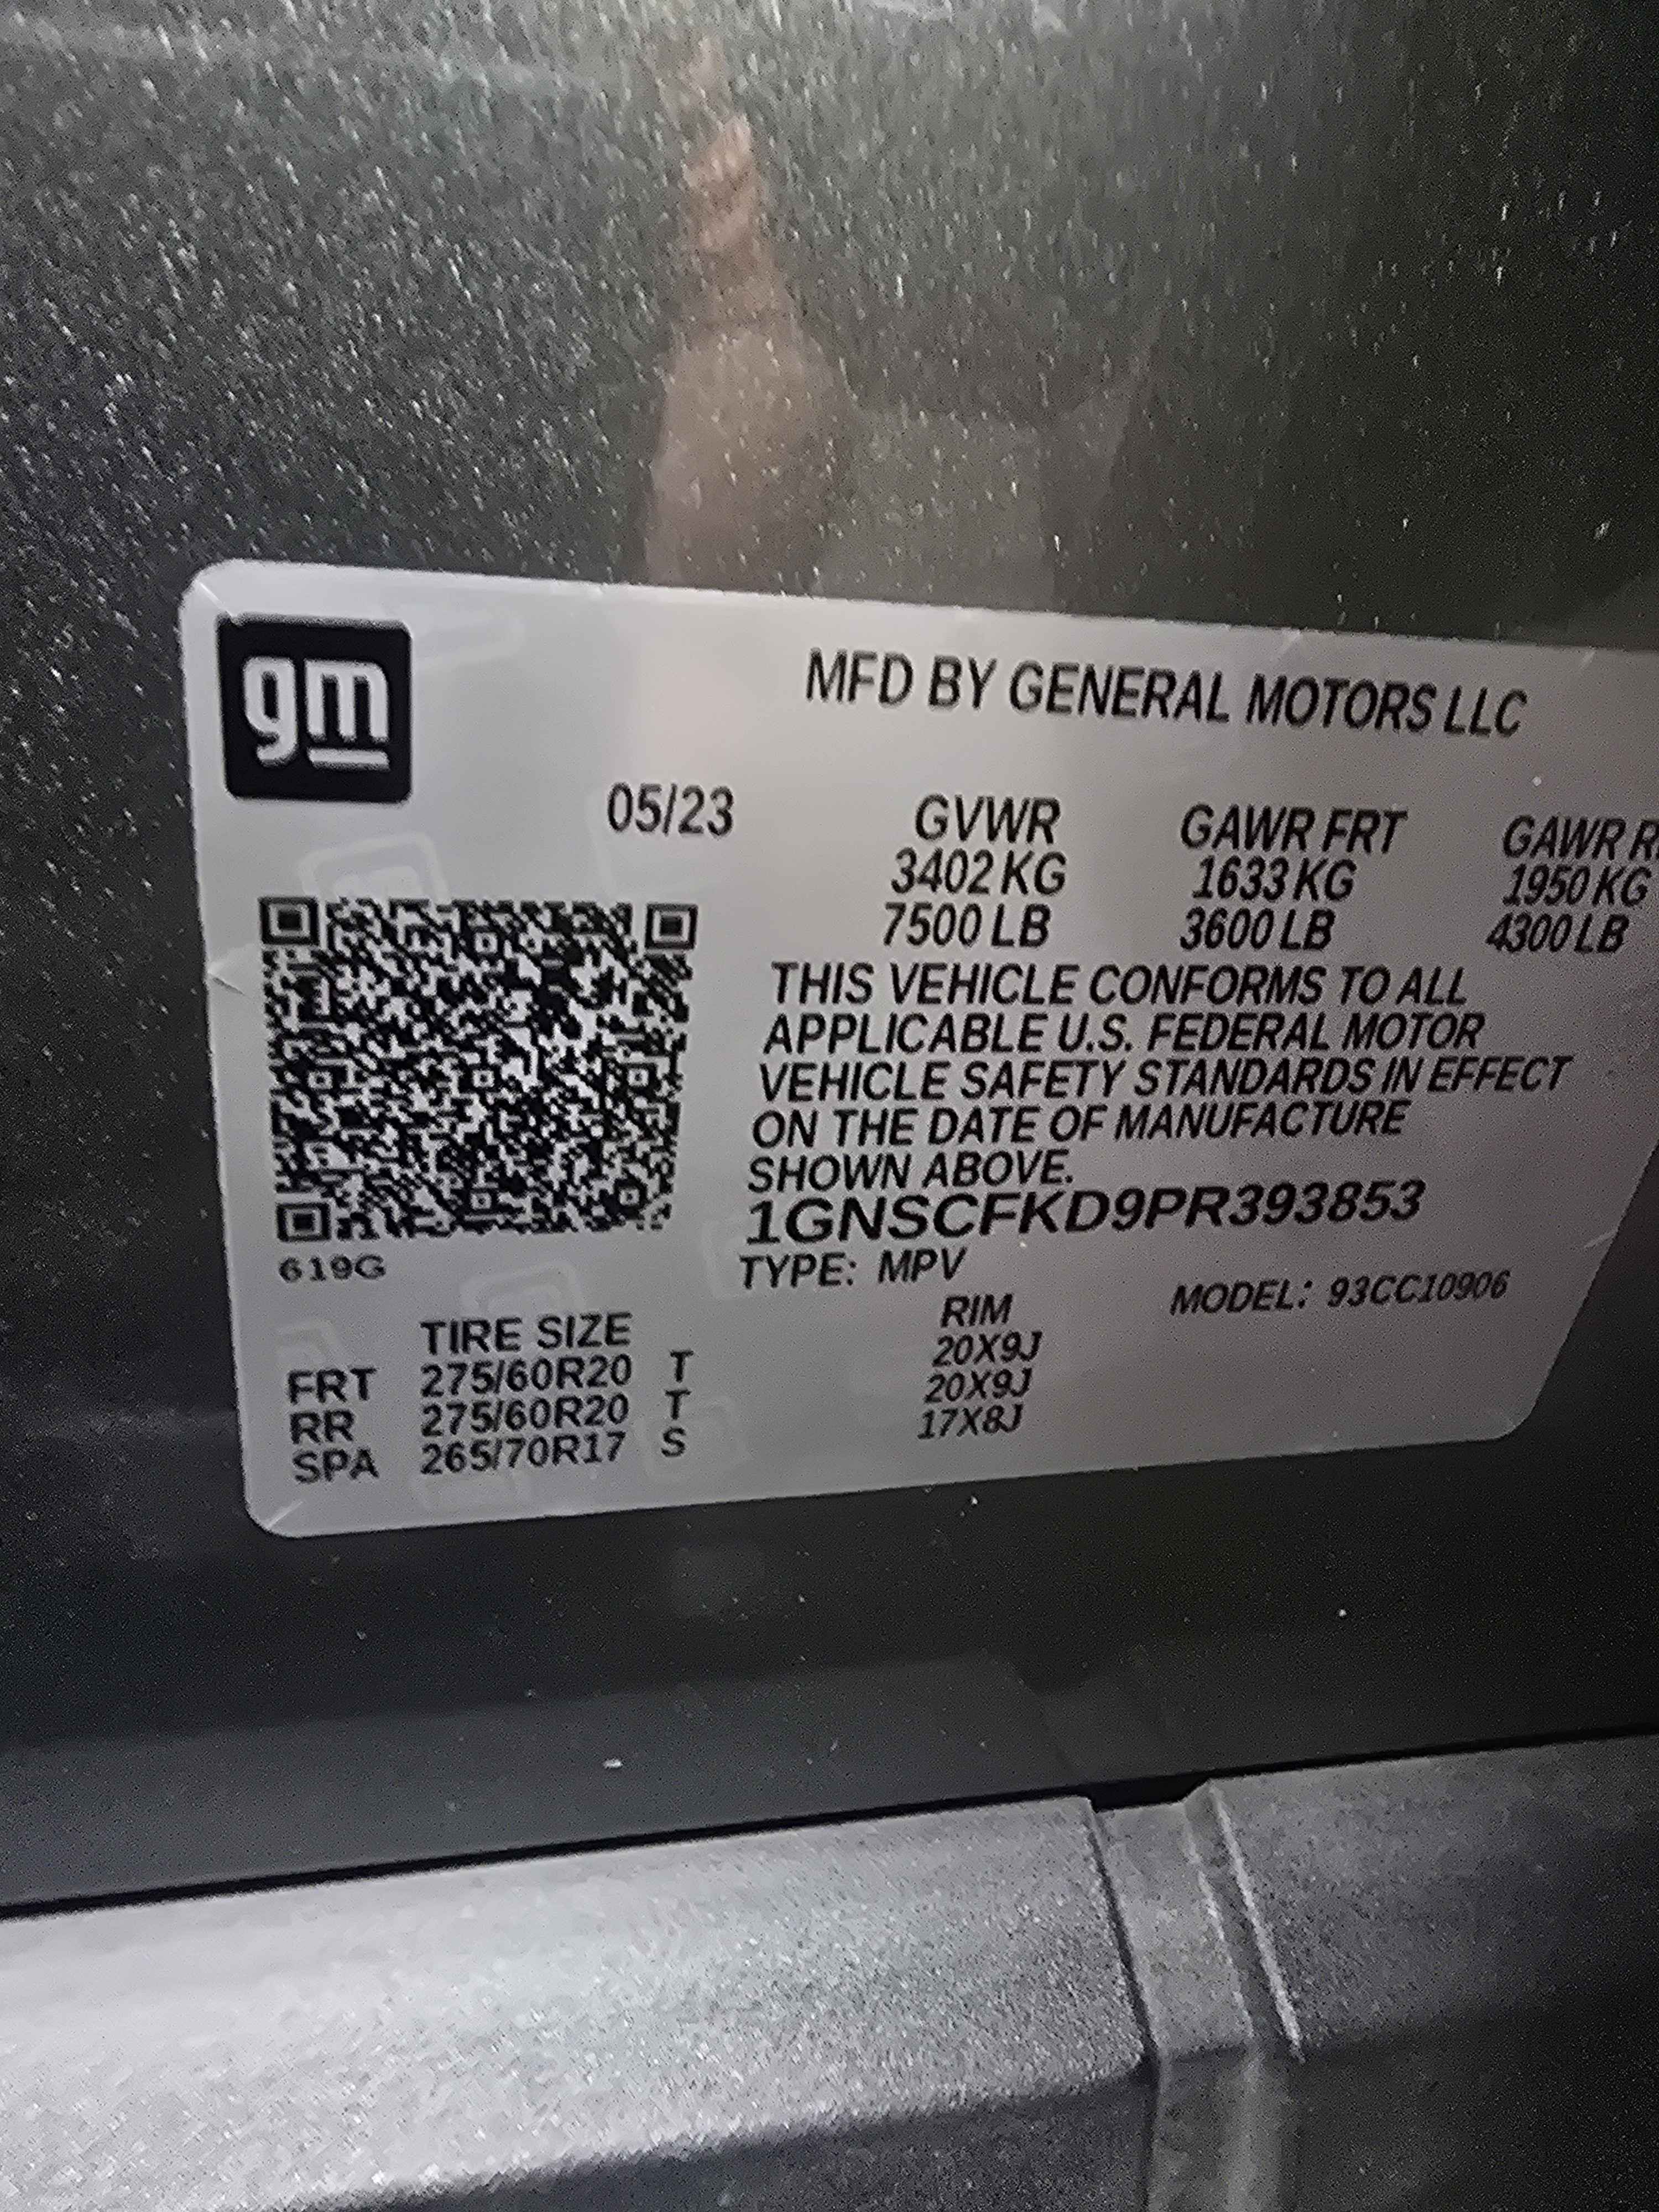 gm
MFD BY GENERAL MOTORS LLC
05/23 GVWR GAWR FRT GAWR
3402 KG 1633 KG 1950 KG
7500 LB 3600 LB 4300 LB
THIS VEHICLE CONFORMS TO ALL
APPLICABLE U.S. FEDERAL MOTOR
VEHICLE SAFETY STANDARDS IN EFFECT
ON THE DATE OF MANUFACTURE
SHOWN ABOVE.
1GNSCFKD9PR393853
619G
TYPE: MPV MODEL: 93CC10906
TIRE SIZE RIM
FRT 275/60R20 T 20X9J
RR 275/60R20 T 20X9J
SPA 265/70R17 S 17X8J